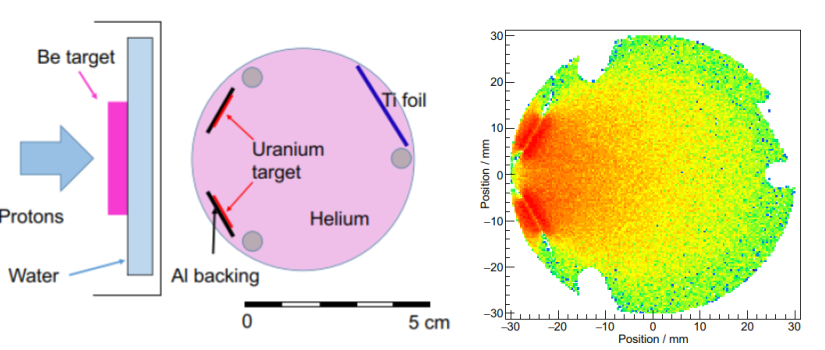 Be target
Protons
Water
Ti foil
Uranium
target
Helium
Al backing
0
5 cm
Position / mm
30
20
10
0
−10
−20
−30
−30
−20
−10
0
10
20
30
Position / mm